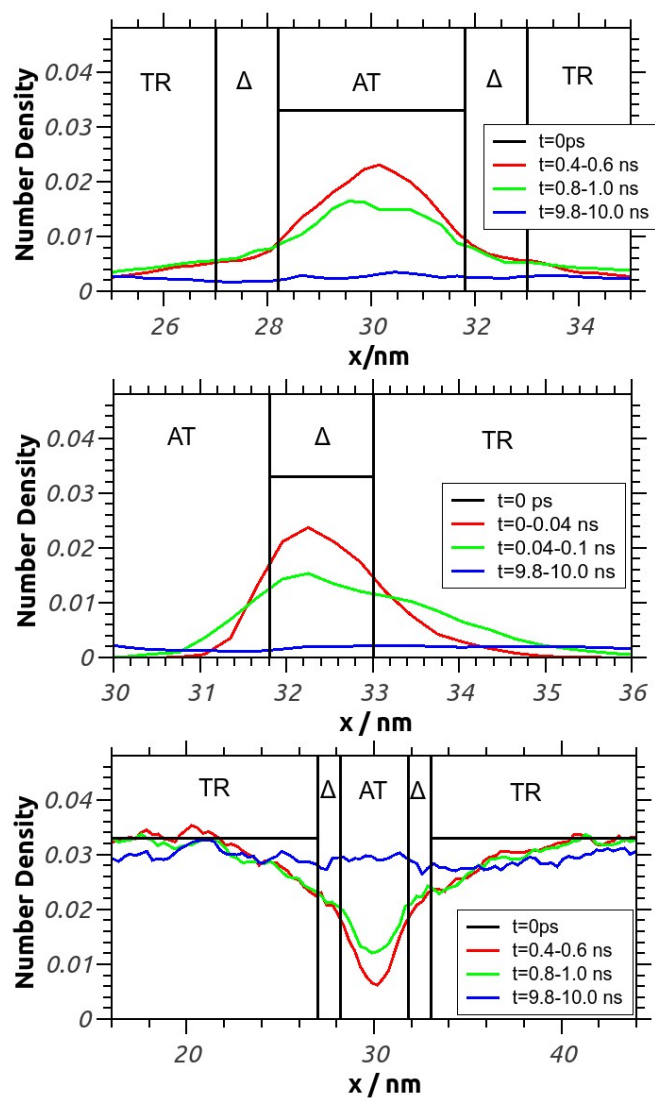 Number Density
0.04
0.03
0.02
0.01
0
TR Δ AT Δ TR
t=0ps
t=0.4-0.6 ns
t=0.8-1.0 ns
t=9.8-10.0 ns
26 28 30 32 34
x/nm
Number Density
0.04
0.03
0.02
0.01
0
AT Δ TR
t=0 ps
t=0-0.04 ns
t=0.04-0.1 ns
t=9.8-10.0 ns
30 31 32 33 34 35 36
x / nm
Number Density
0.04
0.03
0.02
0.01
0
TR Δ AT Δ TR
t=0ps
t=0.4-0.6 ns
t=0.8-1.0 ns
t=9.8-10.0 ns
20 30 40
x / nm